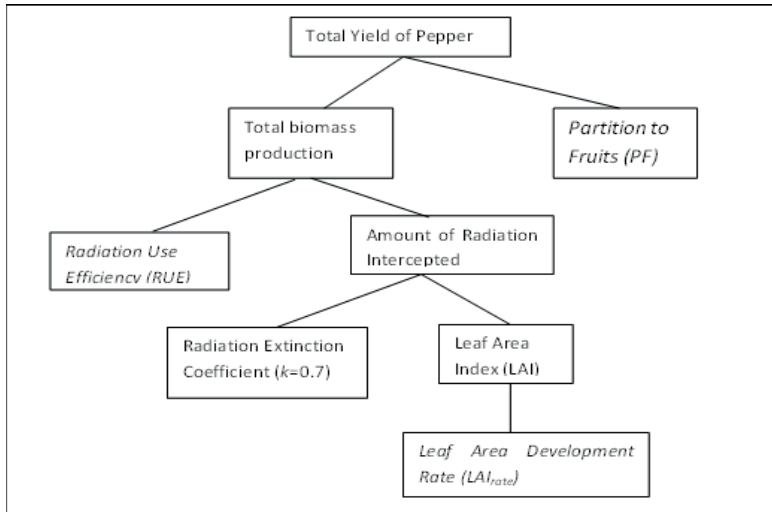 Total Yield of Pepper
Total biomass
production
Partition to
Fruits (PF)
Radiation Use
Efficiency (RUE)
Amount of Radiation
Intercepted
Radiation Extinction
Coefficient (k=0.7)
Leaf Area
Index (LAI)
Leaf Area Development
Rate (LAIrate)